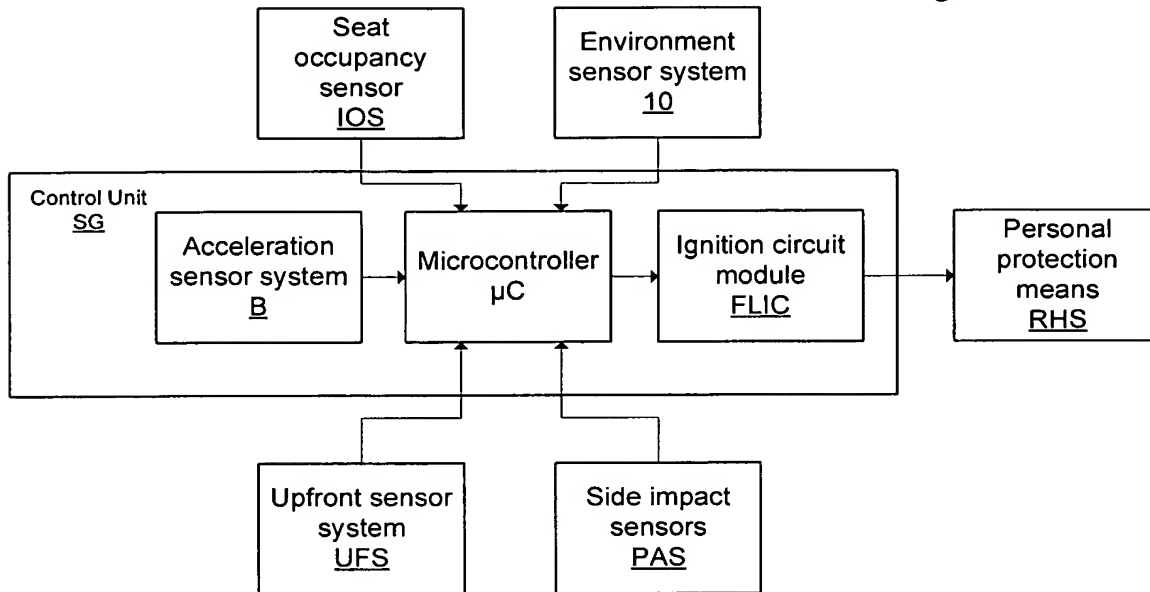 Seat
occupancy
sensor
IOS
Environment
sensor system
10
Control Unit
SG
Acceleration
sensor system
B
Microcontroller
µC
Ignition circuit
module
FLIC
Personal
protection
means
RHS
Upfront sensor
system
UFS
Side impact
sensors
PAS